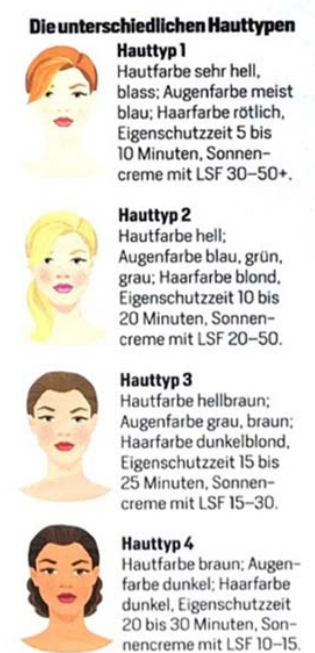 Die unterschiedlichen Hauttypen
Hauttyp 1
Hautfarbe sehr hell,
blass; Augenfarbe meist
blau; Haarfarbe rötlich,
Eigenschutzzeit 5 bis
10 Minuten, Sonnen-
creme mit LSF 30–50+.
Hauttyp 2
Hautfarbe hell;
Augenfarbe blau, grün,
grau; Haarfarbe blond,
Eigenschutzzeit 10 bis
20 Minuten, Sonnen-
creme mit LSF 20–50.
Hauttyp 3
Hautfarbe hellbraun;
Augenfarbe grau, braun;
Haarfarbe dunkelblond,
Eigenschutzzeit 15 bis
25 Minuten, Sonnen-
creme mit LSF 15–30.
Hauttyp 4
Hautfarbe braun; Augen-
farbe dunkel; Haarfarbe
dunkel, Eigenschutzzeit
20 bis 30 Minuten, Son-
nencreme mit LSF 10–15.